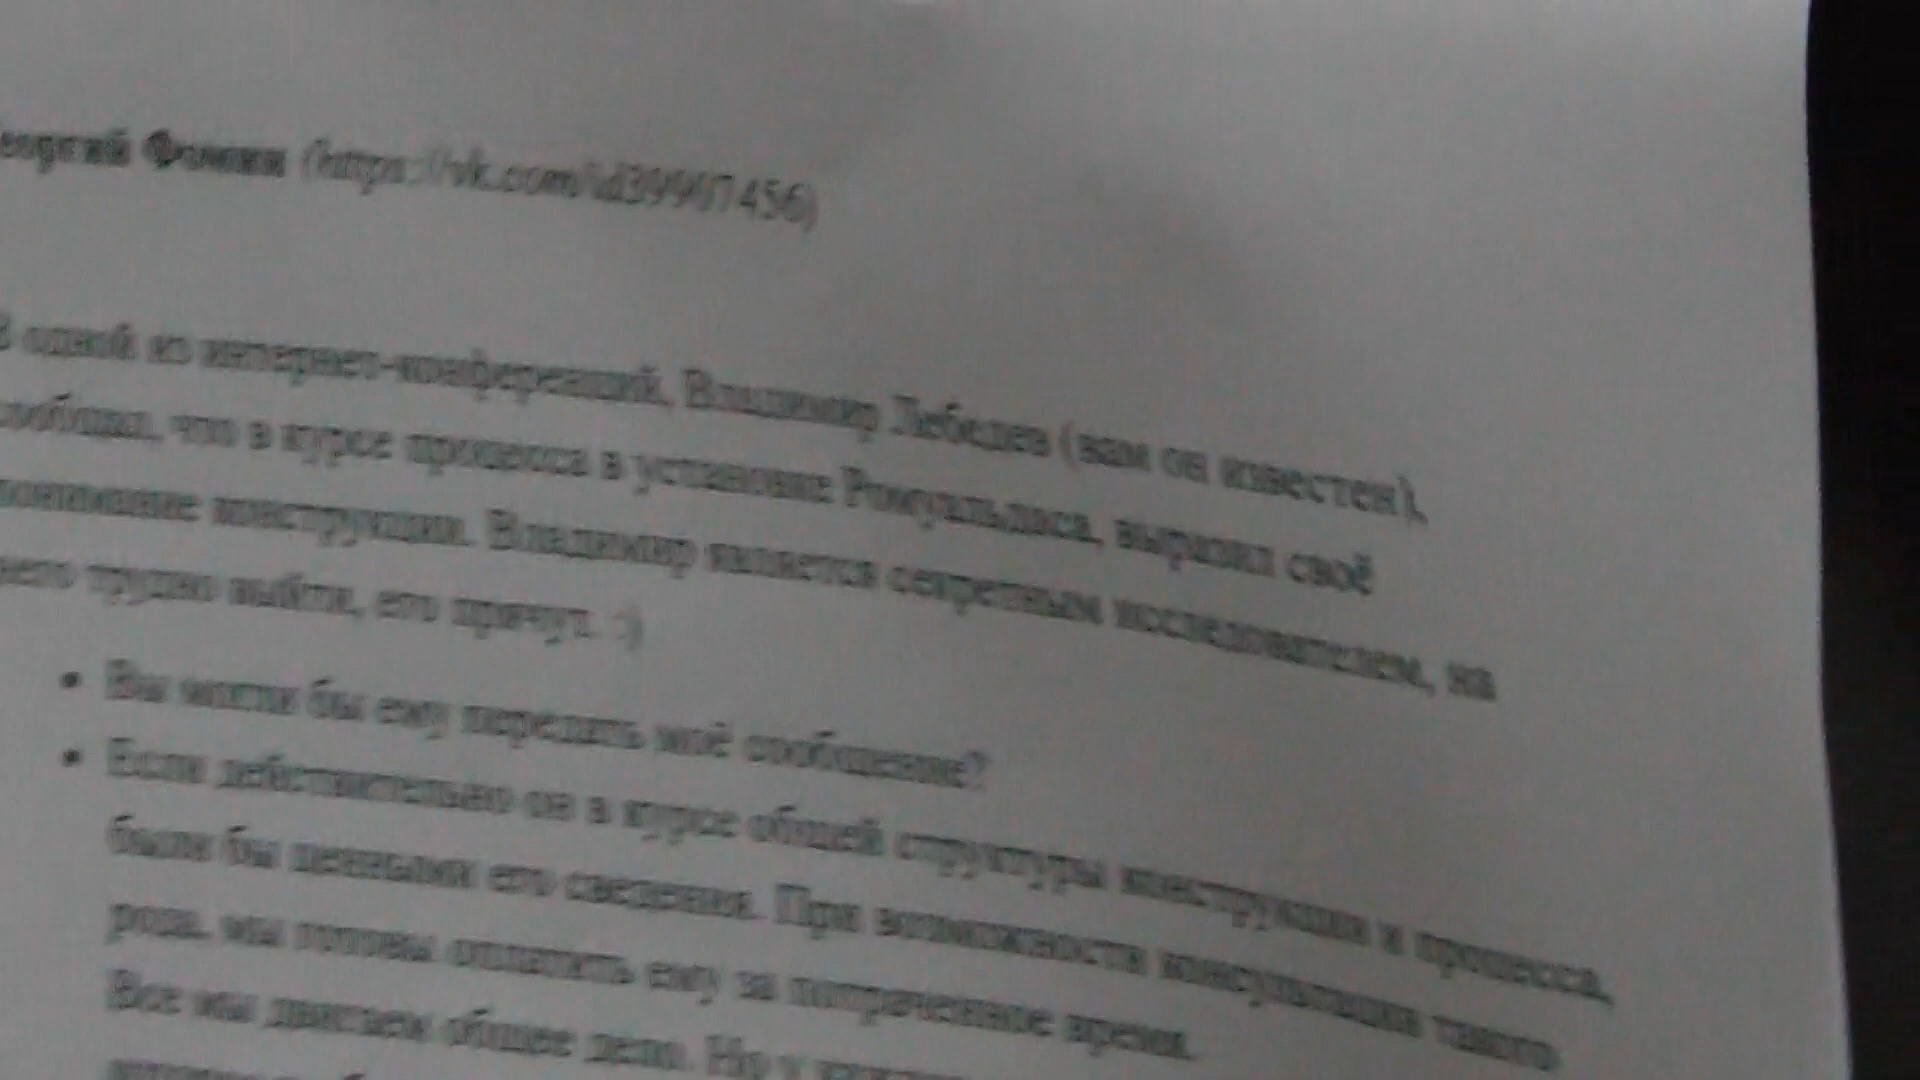 еоргий Фомин (https://vk.com/id39907456)
В одной из интернет-конференций, Владимир Лебедев (вам он известен),
сообщил, что в курсе процесса в установке Ромуальдаса, выразил своё
понимание конструкции. Владимир является секретным исследователем, на
него трудно выйти, его прячут. :)
• Вы могли бы ему передать моё сообщение?
• Если действительно он в курсе общей структуры конструкции и процесса,
были бы ценными его сведения. При возможности консультации такого
рода, мы готовы оплатить ему за потраченное время.
Все мы двигаем общее дело. Но у